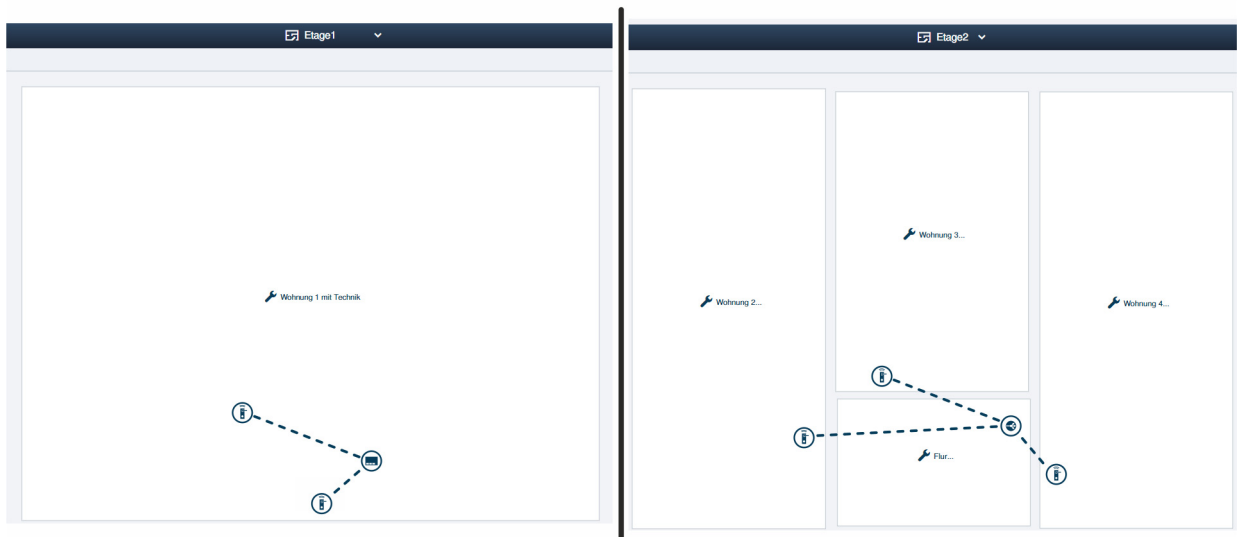 Etage1
Wohnung 1 mit Technik
Etage2
Wohnung 3...
Wohnung 2...
Wohnung 4...
Flur...